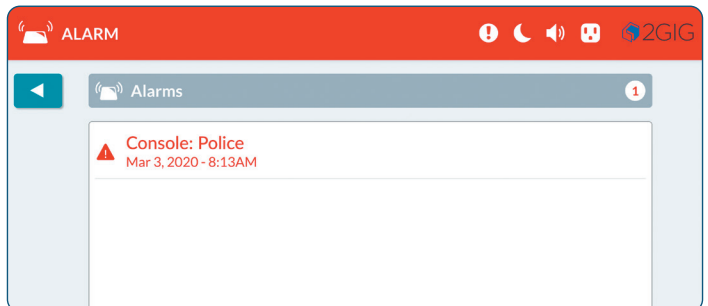 ALARM
2GIG
Alarms
1
Console: Police
Mar 3, 2020 - 8:13AM